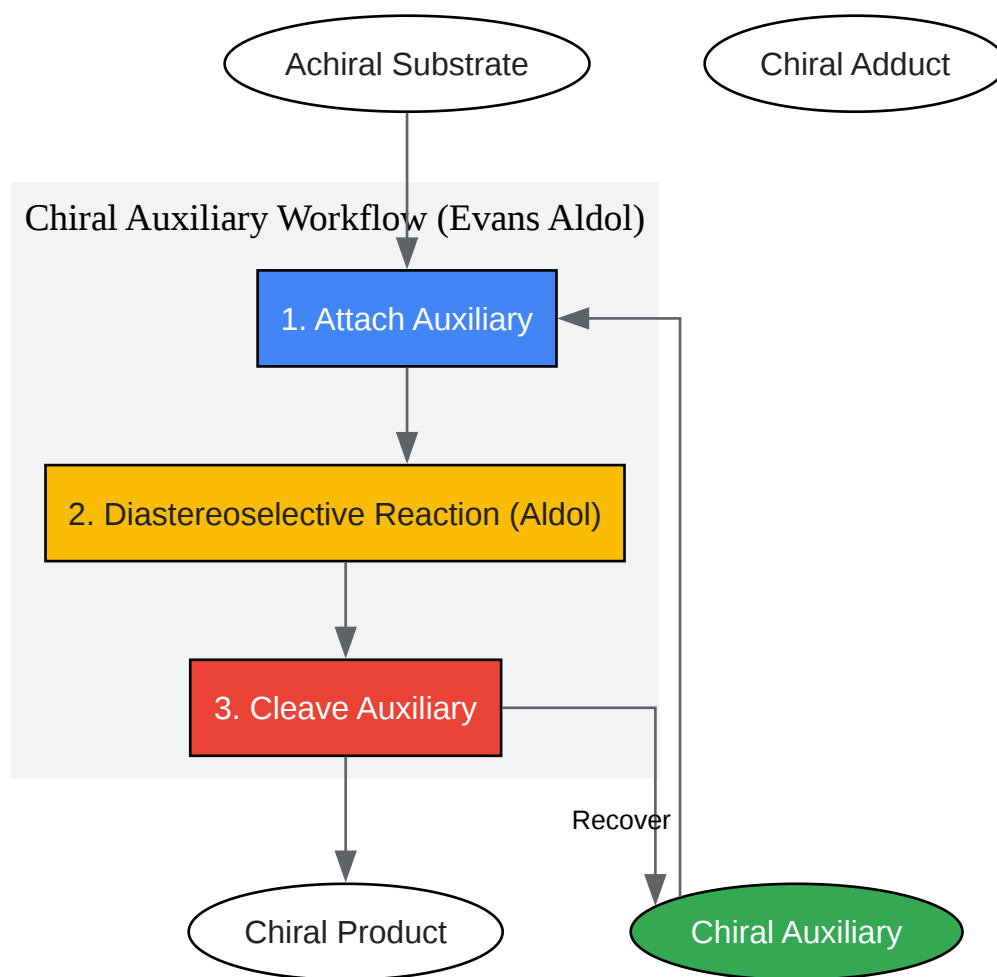 Achiral Substrate
Chiral Adduct
Chiral Auxiliary Workflow (Evans Aldol)
1. Attach Auxiliary
2. Diastereoselective Reaction (Aldol)
3. Cleave Auxiliary
Recover
Chiral Product
Chiral Auxiliary